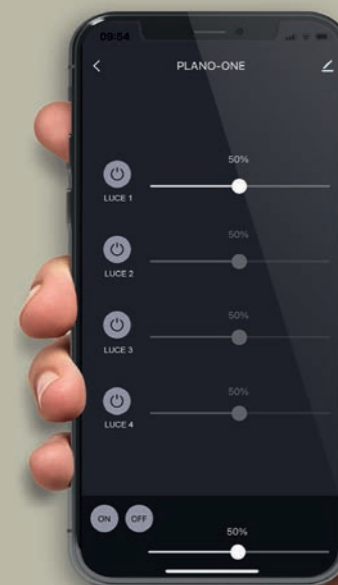 09:54
PLANO-ONE
50%
LUCE 1
50%
LUCE 2
50%
LUCE 3
50%
LUCE 4
ON OFF
50%